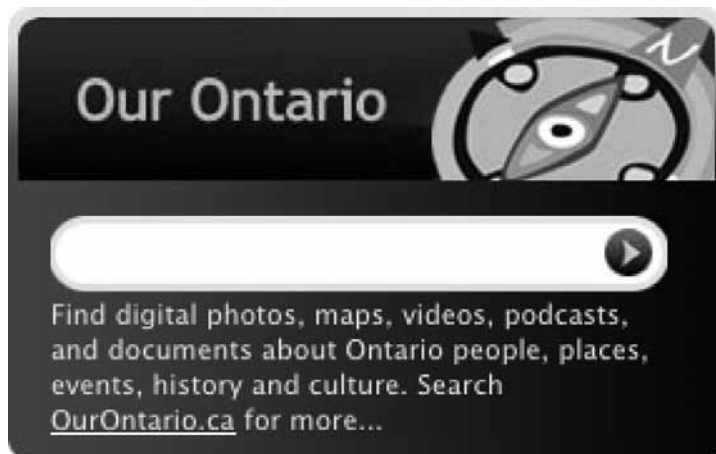 Our Ontario
N
Find digital photos, maps, videos, podcasts,
and documents about Ontario people, places,
events, history and culture. Search
OurOntario.ca for more...